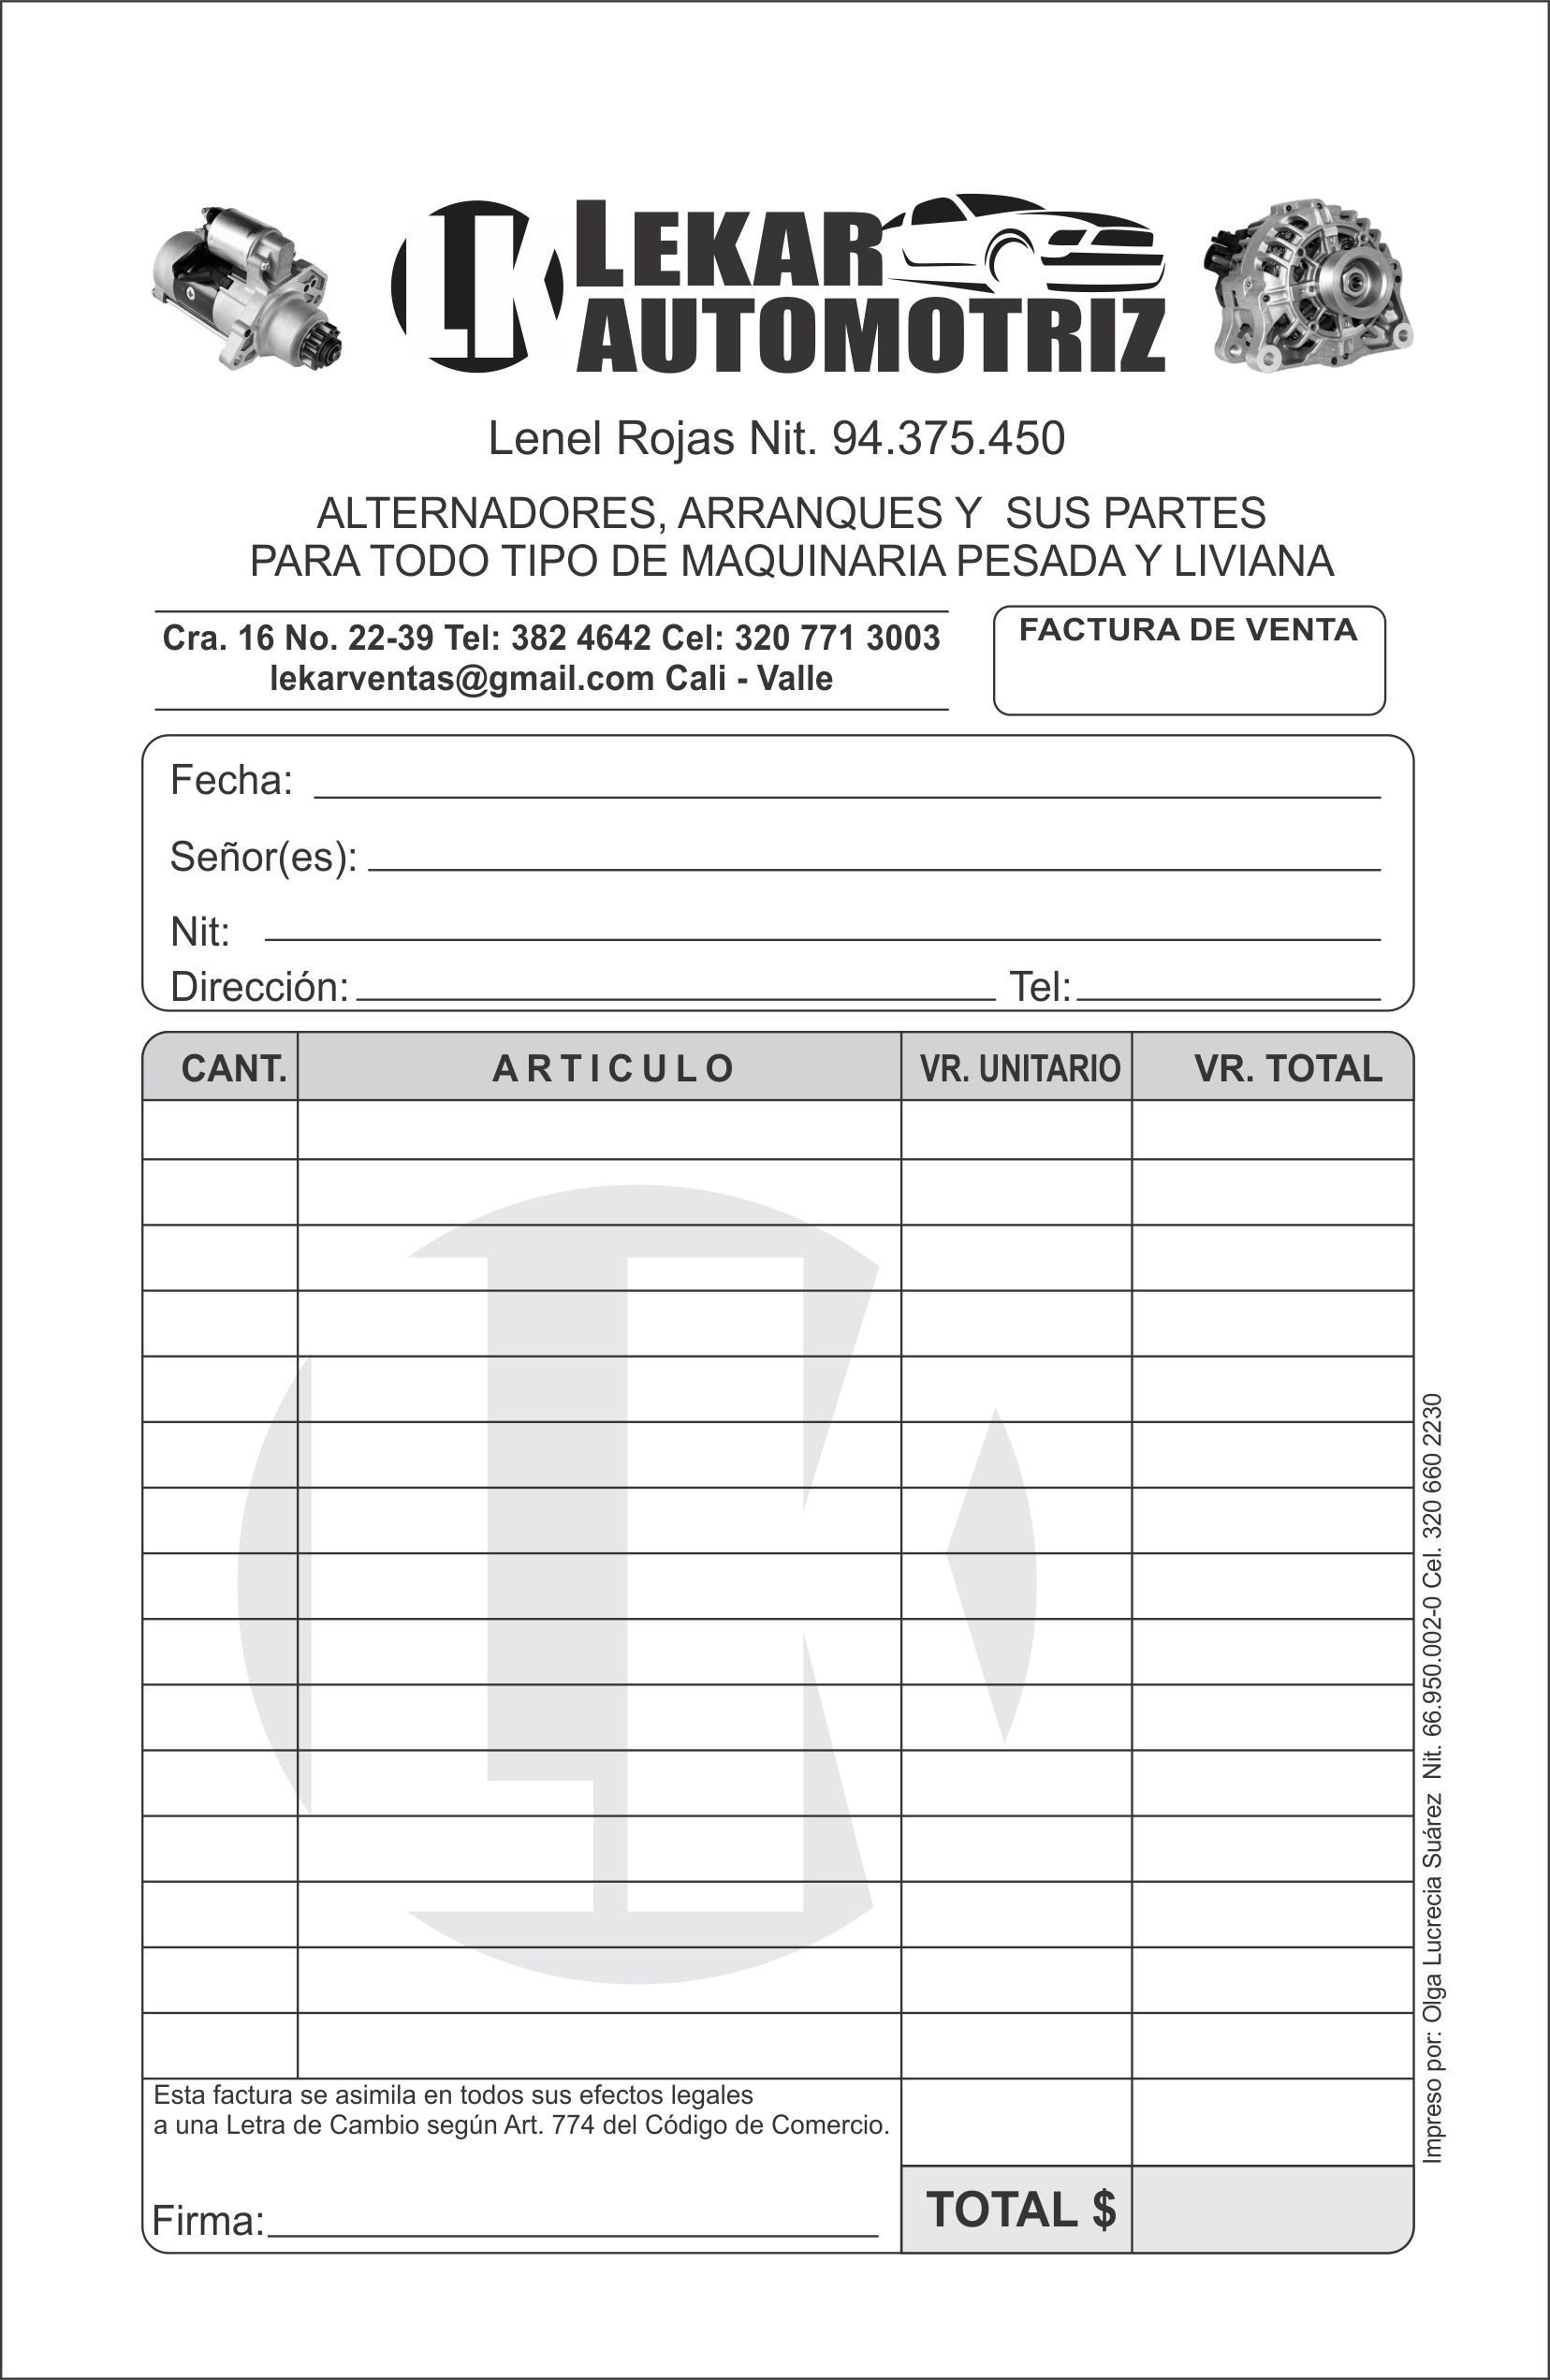 LK LEKAR
AUTOMOTRIZ
Lenel Rojas Nit. 94.375.450
ALTERNADORES, ARRANQUES Y SUS PARTES
PARA TODO TIPO DE MAQUINARIA PESADA Y LIVIANA
Cra. 16 No. 22-39 Tel: 382 4642 Cel: 320 771 3003
lekarventas@gmail.com Cali - Valle
FACTURA DE VENTA
Fecha:
Señor(es):
Nit:
Dirección: Tel:
CANT. ARTICULO VR. UNITARIO VR. TOTAL
Esta factura se asimila en todos sus efectos legales
a una Letra de Cambio según Art. 774 del Código de Comercio.
Firma:
TOTAL $
Impreso por: Olga Lucrecia Suárez Nit. 66.950.002-0 Cel. 320 660 2230